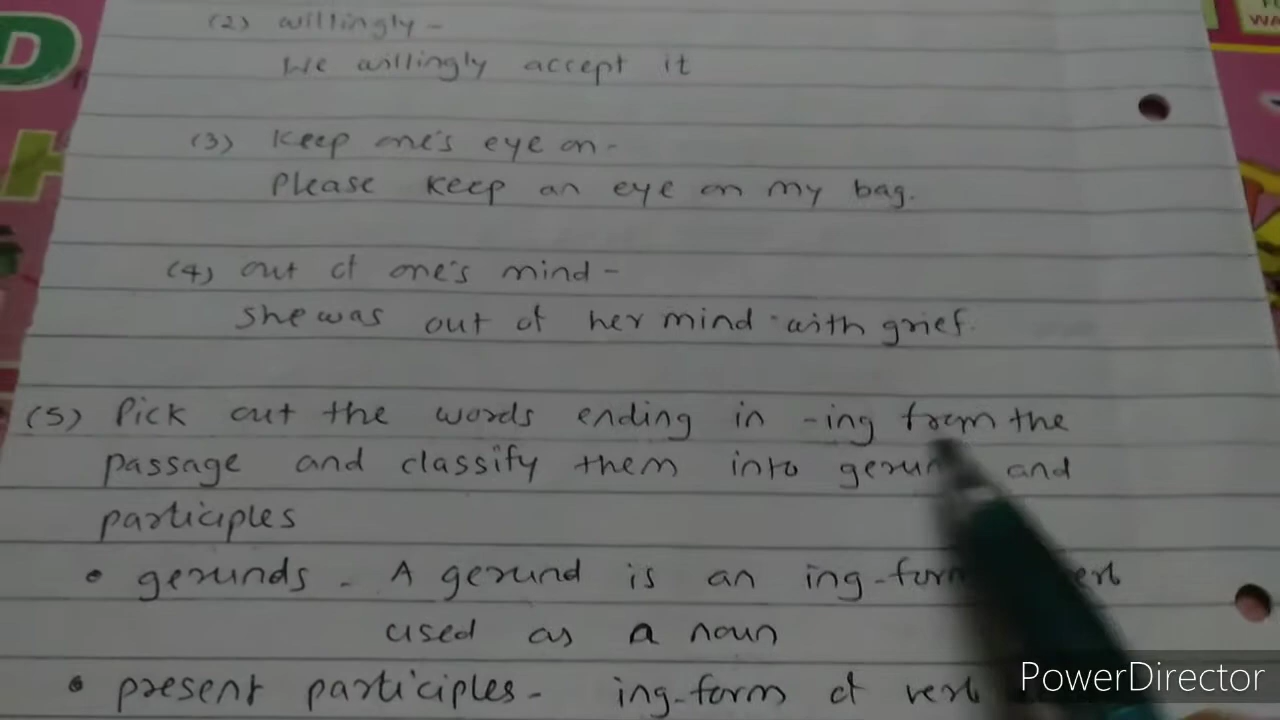 (2) willingly -
We willingly accept it
(3) Keep one's eye on -
Please keep an eye on my bag.
(4) out of one's mind -
She was out of her mind with grief.
(5) Pick out the words ending in -ing from the
passage and classify them into and
participles
• gerunds - A gerund is an ing-form
used as a noun
• present participles - ing-form of verb
PowerDirector